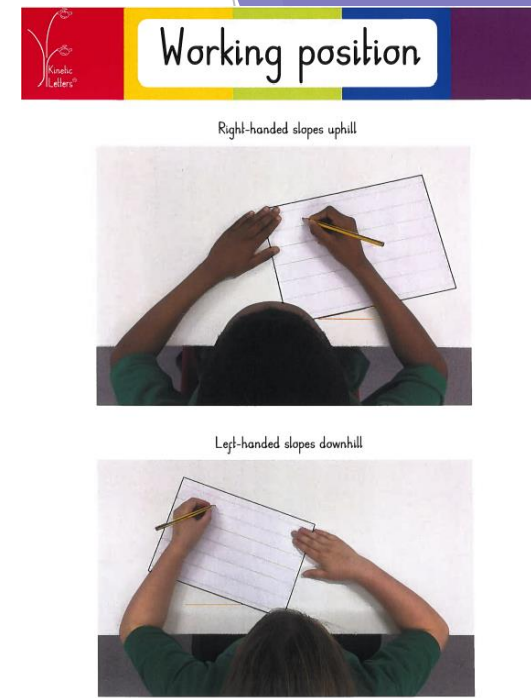 Kinetic
Letters®
Working position
Right-handed slopes uphill
Left-handed slopes downhill